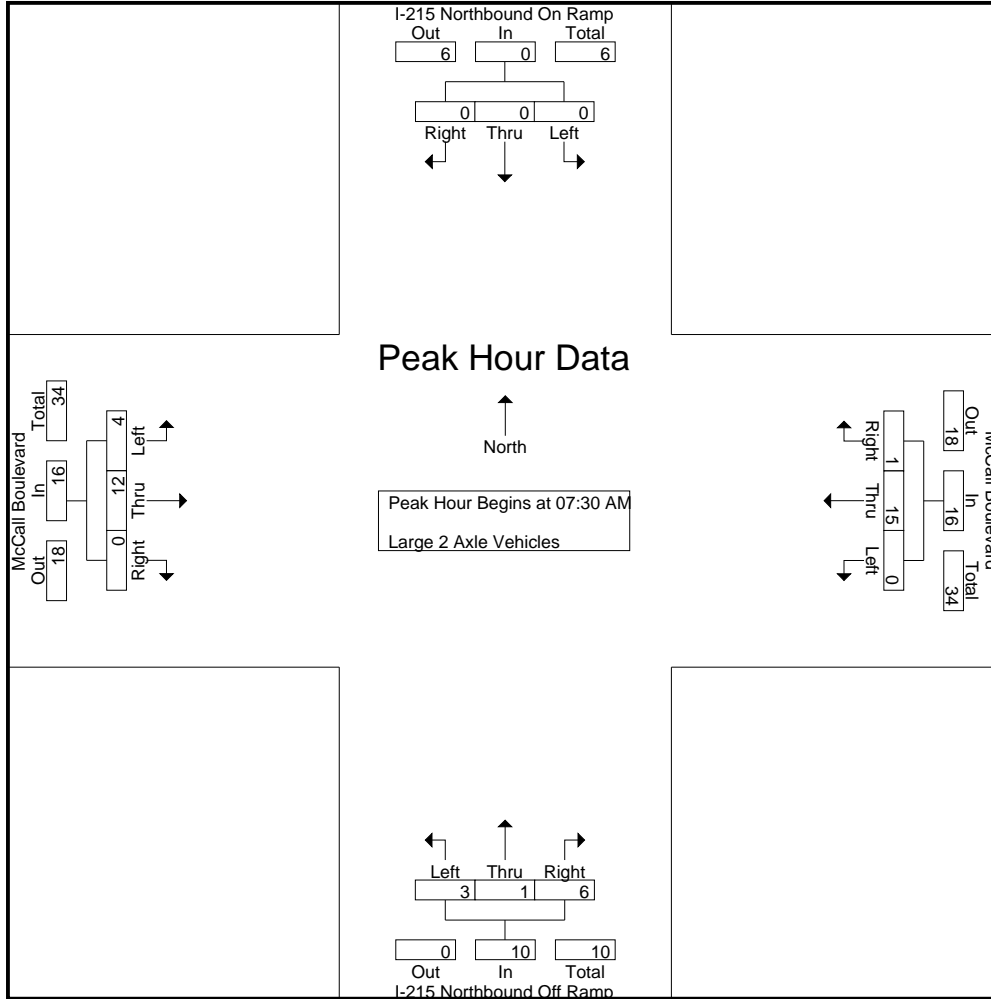 I-215 Northbound On Ramp
Out In Total
6 0 6
0 0 0
Right Thru Left
Peak Hour Data
North
Peak Hour Begins at 07:30 AM
Large 2 Axle Vehicles
McCall Boulevard
Out In Total
18 16 34
Right Thru Left
0 12 4
McCall Boulevard
Out In Total
18 16 34
Right Thru Left
1 15 0
Left Thru Right
3 1 6
0 10 10
Out In Total
I-215 Northbound Off Ramp